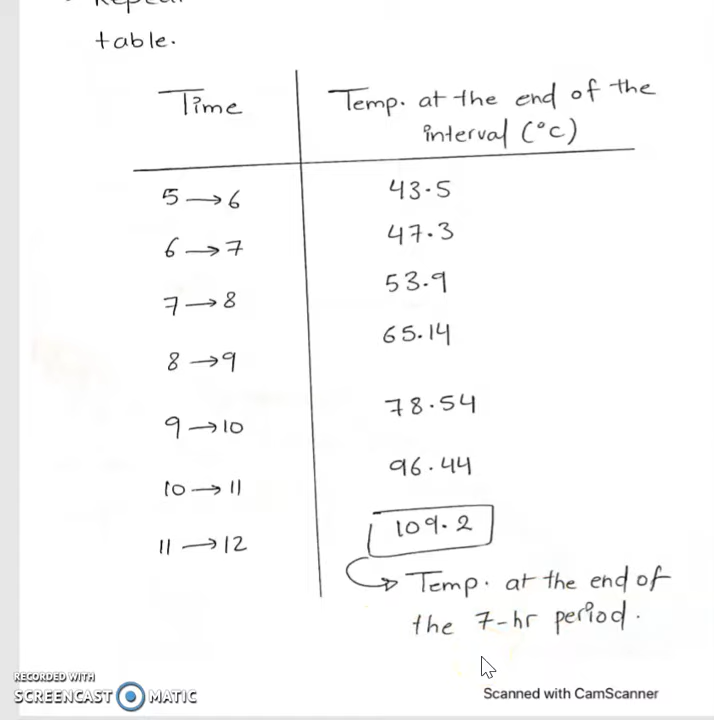 Repeat
table.
Time
Temp. at the end of the
interval (°C)
5 → 6
43.5
6 → 7
47.3
7 → 8
53.9
8 → 9
65.14
9 → 10
78.54
10 → 11
96.44
11 → 12
109.2
Temp. at the end of
the 7-hr period.
RECORDED WITH
SCREENCAST MATIC
Scanned with CamScanner